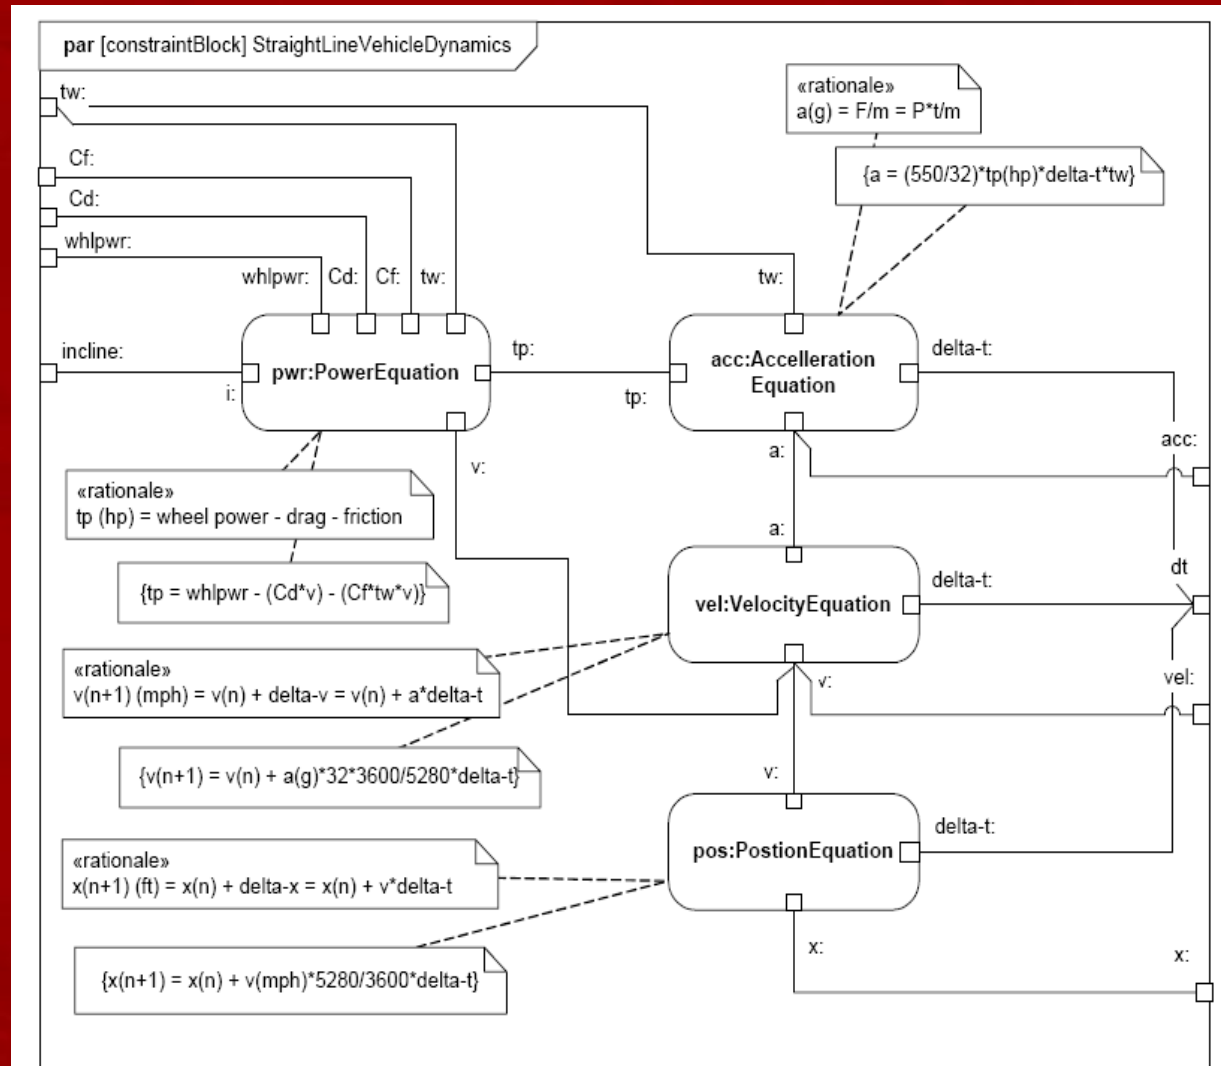 par [constraintBlock] StraightLineVehicleDynamics
tw:
«rationale»
a(g) = F/m = P*t/m
Cf:
{a = (550/32)*tp(hp)*delta-t*tw}
Cd:
whlpwr:
whlpwr: Cd: Cf: tw:
tw:
incline:
tp:
delta-t:
pwr:PowerEquation
acc:Accelleration
Equation
i:
tp:
acc:
a:
v:
«rationale»
tp (hp) = wheel power - drag - friction
a:
dt
delta-t:
{tp = whlpwr - (Cd*v) - (Cf*tw*v)}
vel:VelocityEquation
«rationale»
v(n+1) (mph) = v(n) + delta-v = v(n) + a*delta-t
v:
vel:
{v(n+1) = v(n) + a(g)*32*3600/5280*delta-t}
v:
delta-t:
pos:PostionEquation
«rationale»
x(n+1) (ft) = x(n) + delta-x = x(n) + v*delta-t
x:
x:
{x(n+1) = x(n) + v(mph)*5280/3600*delta-t}